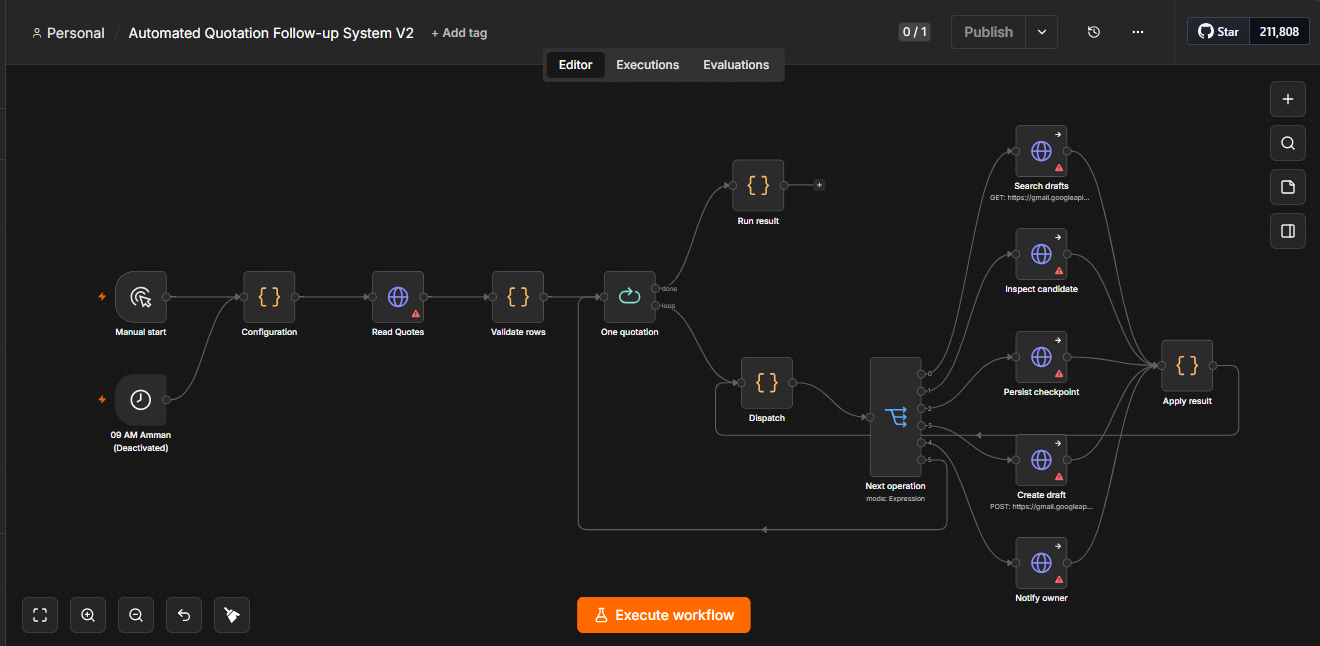 Personal / Automated Quotation Follow-up System V2 + Add tag
0 / 1
Publish
Star 211,808
Editor Executions Evaluations
Manual start
09 AM Amman
(Deactivated)
Configuration
Read Quotes
Validate rows
One quotation
done
loop
Run result
Dispatch
0
1
2
3
4
5
Next operation
mode: Expression
Search drafts
GET: https://gmail.googleapi...
Inspect candidate
Persist checkpoint
Create draft
POST: https://gmail.googleap...
Notify owner
Apply result
Execute workflow